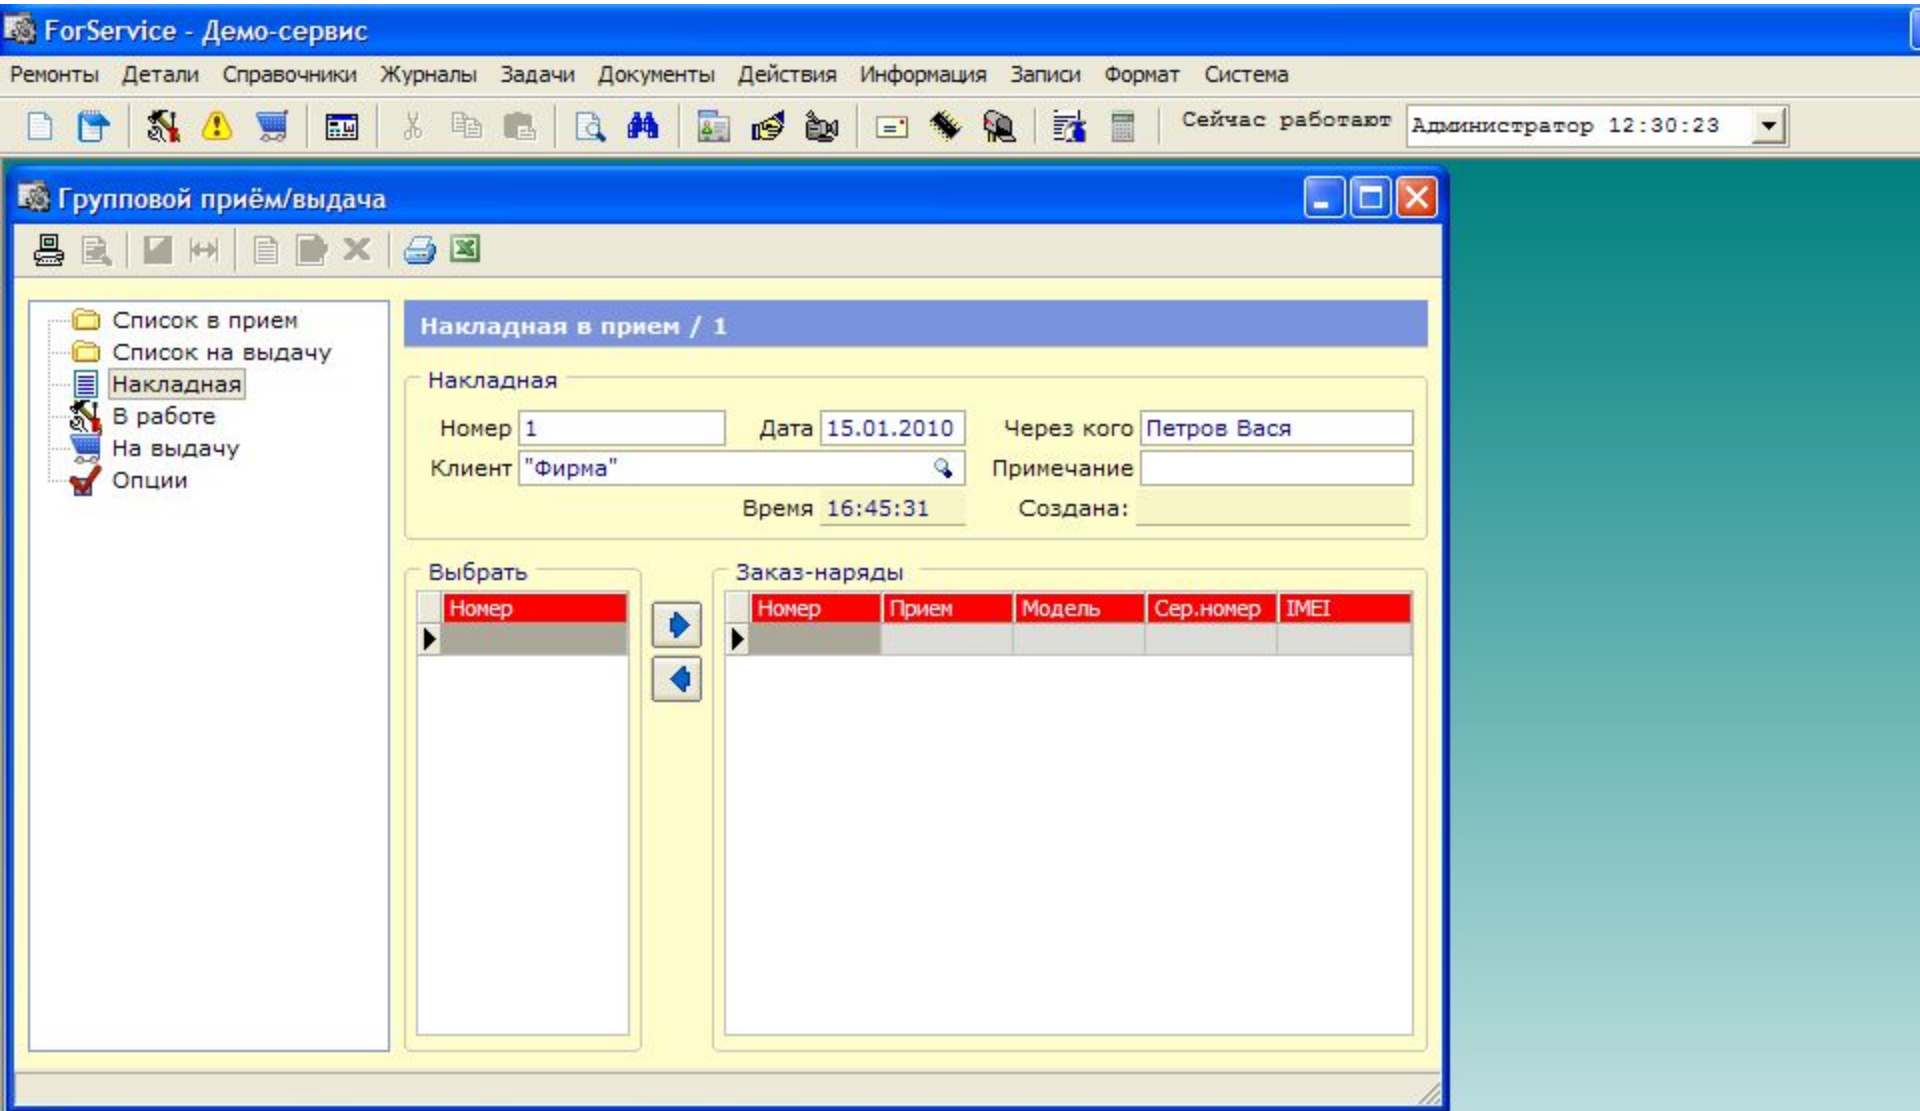 ForService - Демо-сервис
Ремонты Детали Справочники Журналы Задачи Документы Действия Информация Записи Формат Система
Сейчас работают Администратор 12:30:23
Групповой приём/выдача
Список в прием
Список на выдачу
Накладная
В работе
На выдачу
Опции
Накладная в прием / 1
Накладная
Номер 1 Дата 15.01.2010 Через кого Петров Вася
Клиент "Фирма" Примечание
Время 16:45:31 Создана:
Выбрать
Номер
Заказ-наряды
Номер Прием Модель Сер.номер IMEI